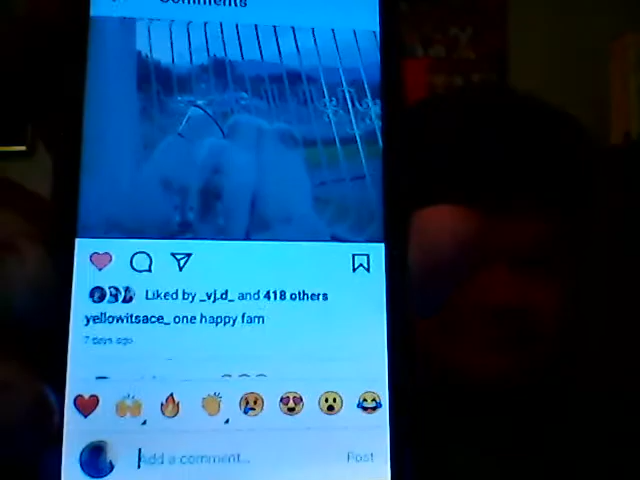 Comments
Liked by _vj.d_ and 418 others
yellowitsace_ one happy fam
7 days ago
Add a comment...
Post